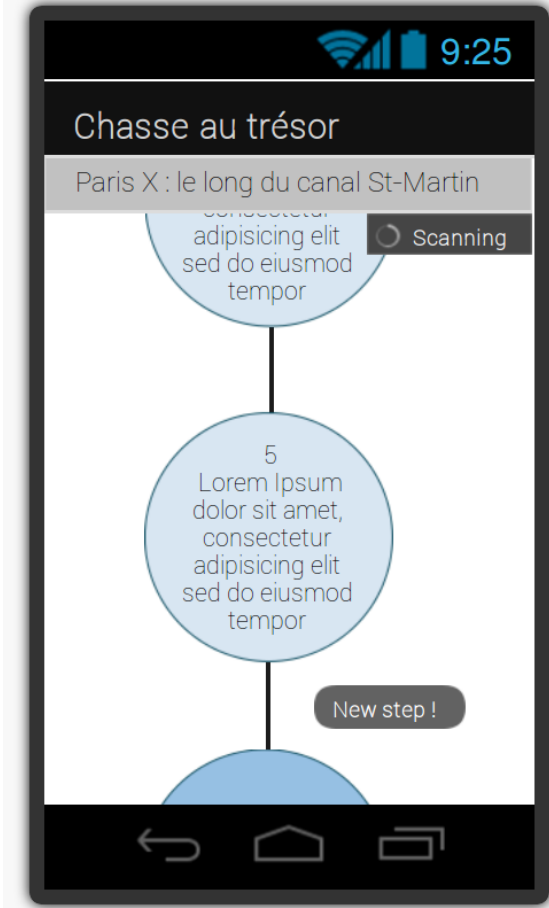 9:25
Chasse au trésor
Paris X : le long du canal St-Martin
consectetur
adipisicing elit
sed do eiusmod
tempor
Scanning
5
Lorem Ipsum
dolor sit amet,
consectetur
adipisicing elit
sed do eiusmod
tempor
New step !